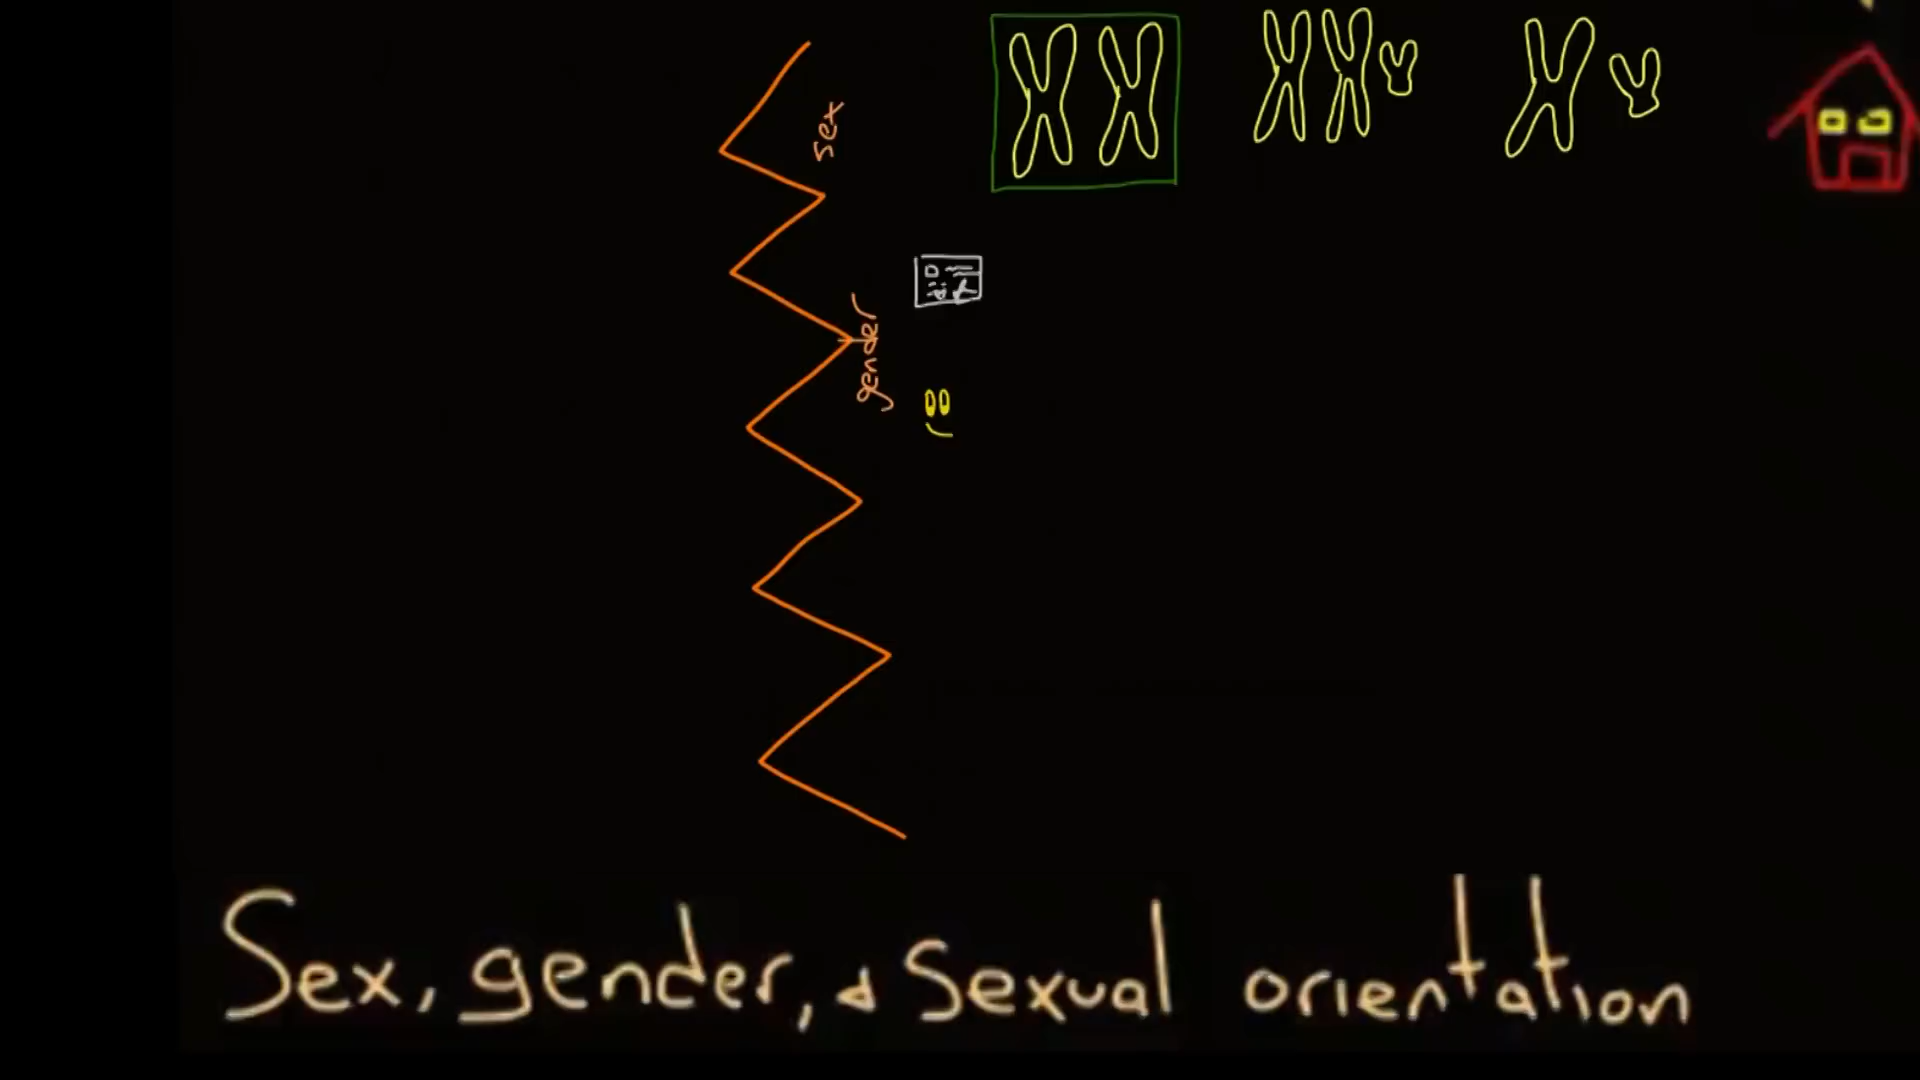 sex
gender
Sex, gender, & Sexual orientation